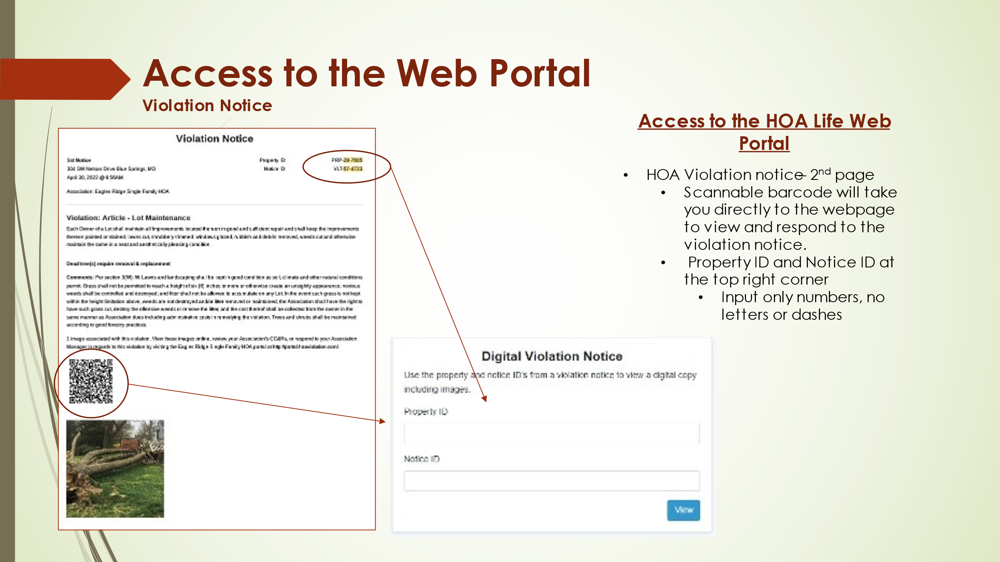 Access to the Web Portal
Violation Notice
Violation Notice
1st Notice
304 SW Nelson Drive Blue Springs, MO
April 30, 2022 @ 8:56AM
Property ID: PRP-28-7605
Notice ID: VLT-57-4723
Association: Eagles Ridge Single Family HOA
Violation: Article - Lot Maintenance
Each Owner of a Lot shall maintain all Improvements located thereon in good and sufficient repair and shall keep the Improvements
thereon painted or stained, lawns cut, shrubbery trimmed, windows glazed, rubbish and debris removed, weeds cut and otherwise
maintain the same in a neat and aesthetically pleasing condition.
Dead tree(s) require removal & replacement
Comments: Per section 3(W): W. Lawns and landscaping shall be kept in good condition as soil, climate and other natural conditions
permit. Grass shall not be permitted to reach a height of six (6) inches or more or otherwise create an unsightly appearance; noxious
weeds shall be controlled and destroyed; and litter shall not be allowed to accumulate on any Lot. In the event such grass is not kept
within the height limitation above, weeds are not destroyed and/or litter removed or maintained, the Association shall have the right to
have such grass cut, destroy the offensive weeds or remove the litter, and the cost thereof shall be collected from the owner in the
same manner as Association dues including administrative costs in remedying the violation. Trees and shrubs shall be maintained
according to good forestry practices.
1 image associated with this violation. View these images online, review your Association's CC&Rs, or respond to your Association
Manager in regards to this violation by visiting the Eagles Ridge Single Family HOA portal at http://portal.hoaviolation.com/.
Access to the HOA Life Web
Portal
• HOA Violation notice– 2nd page
• Scannable barcode will take
you directly to the webpage
to view and respond to the
violation notice.
• Property ID and Notice ID at
the top right corner
• Input only numbers, no
letters or dashes
Digital Violation Notice
Use the property and notice ID's from a violation notice to view a digital copy
including images.
Property ID
Notice ID
View